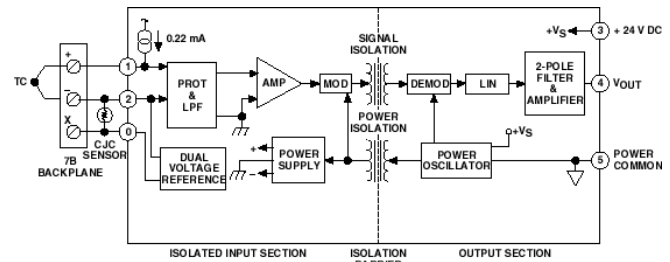 0.22 mA
SIGNAL
ISOLATION
+VS
3
+ 24 V DC
+
1
TC
–
2
PROT
&
LPF
AMP
MOD
DEMOD
LIN
2-POLE
FILTER
&
AMPLIFIER
4
VOUT
X
0
POWER
ISOLATION
+VS
CJC
SENSOR
7B
BACKPLANE
DUAL
VOLTAGE
REFERENCE
+
–
POWER
SUPPLY
POWER
OSCILLATOR
5
POWER
COMMON
ISOLATED INPUT SECTION
ISOLATION
BARRIER
OUTPUT SECTION